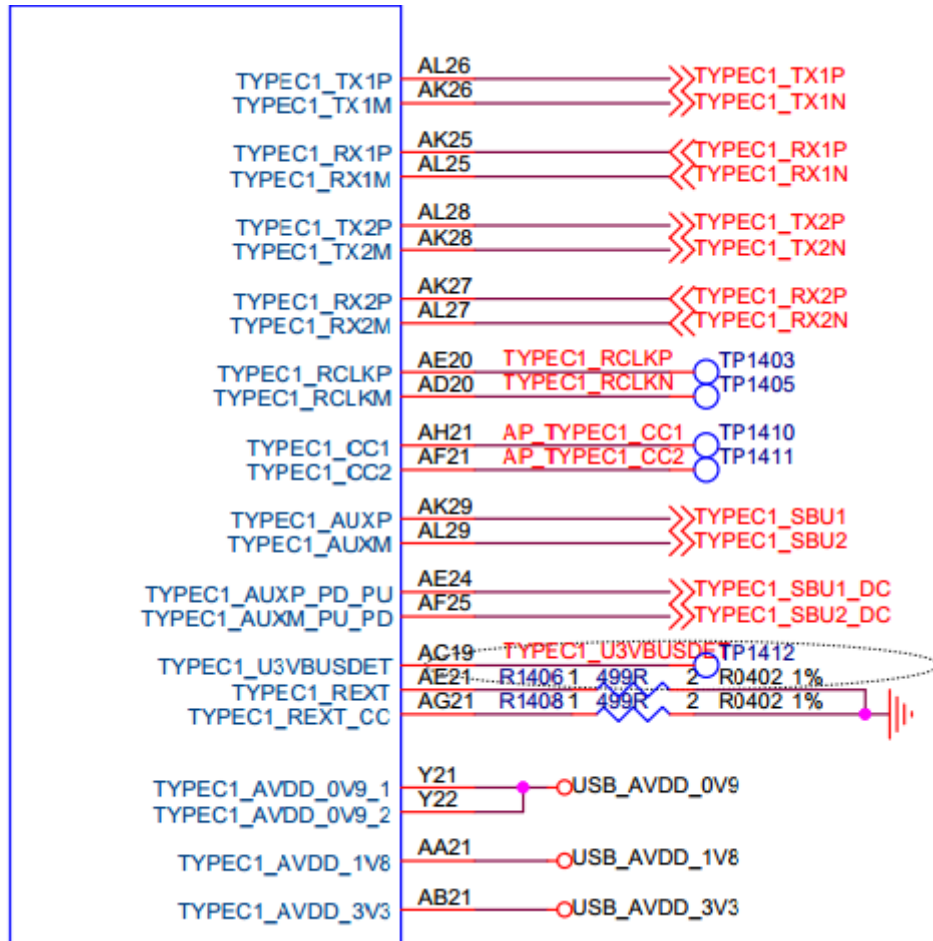 TYPEC1_TX1P AL26 TYPEC1_TX1P
TYPEC1_TX1M AK26 TYPEC1_TX1N
TYPEC1_RX1P AK25 TYPEC1_RX1P
TYPEC1_RX1M AL25 TYPEC1_RX1N
TYPEC1_TX2P AL28 TYPEC1_TX2P
TYPEC1_TX2M AK28 TYPEC1_TX2N
TYPEC1_RX2P AK27 TYPEC1_RX2P
TYPEC1_RX2M AL27 TYPEC1_RX2N
TYPEC1_RCLKP AE20 TYPEC1_RCLKP TP1403
TYPEC1_RCLKM AD20 TYPEC1_RCLKN TP1405
TYPEC1_CC1 AH21 AP_TYPEC1_CC1 TP1410
TYPEC1_CC2 AF21 AP_TYPEC1_CC2 TP1411
TYPEC1_AUXP AK29 TYPEC1_SBU1
TYPEC1_AUXM AL29 TYPEC1_SBU2
TYPEC1_AUXP_PD_PU AE24 TYPEC1_SBU1_DC
TYPEC1_AUXM_PU_PD AF25 TYPEC1_SBU2_DC
TYPEC1_U3VBUSDET AC19 TYPEC1_U3VBUSDET TP1412
TYPEC1_REXT AE21 R1406 1 499R 2 R0402 1%
TYPEC1_REXT_CC AG21 R1408 1 499R 2 R0402 1%
TYPEC1_AVDD_0V9_1 Y21 USB_AVDD_0V9
TYPEC1_AVDD_0V9_2 Y22
TYPEC1_AVDD_1V8 AA21 USB_AVDD_1V8
TYPEC1_AVDD_3V3 AB21 USB_AVDD_3V3